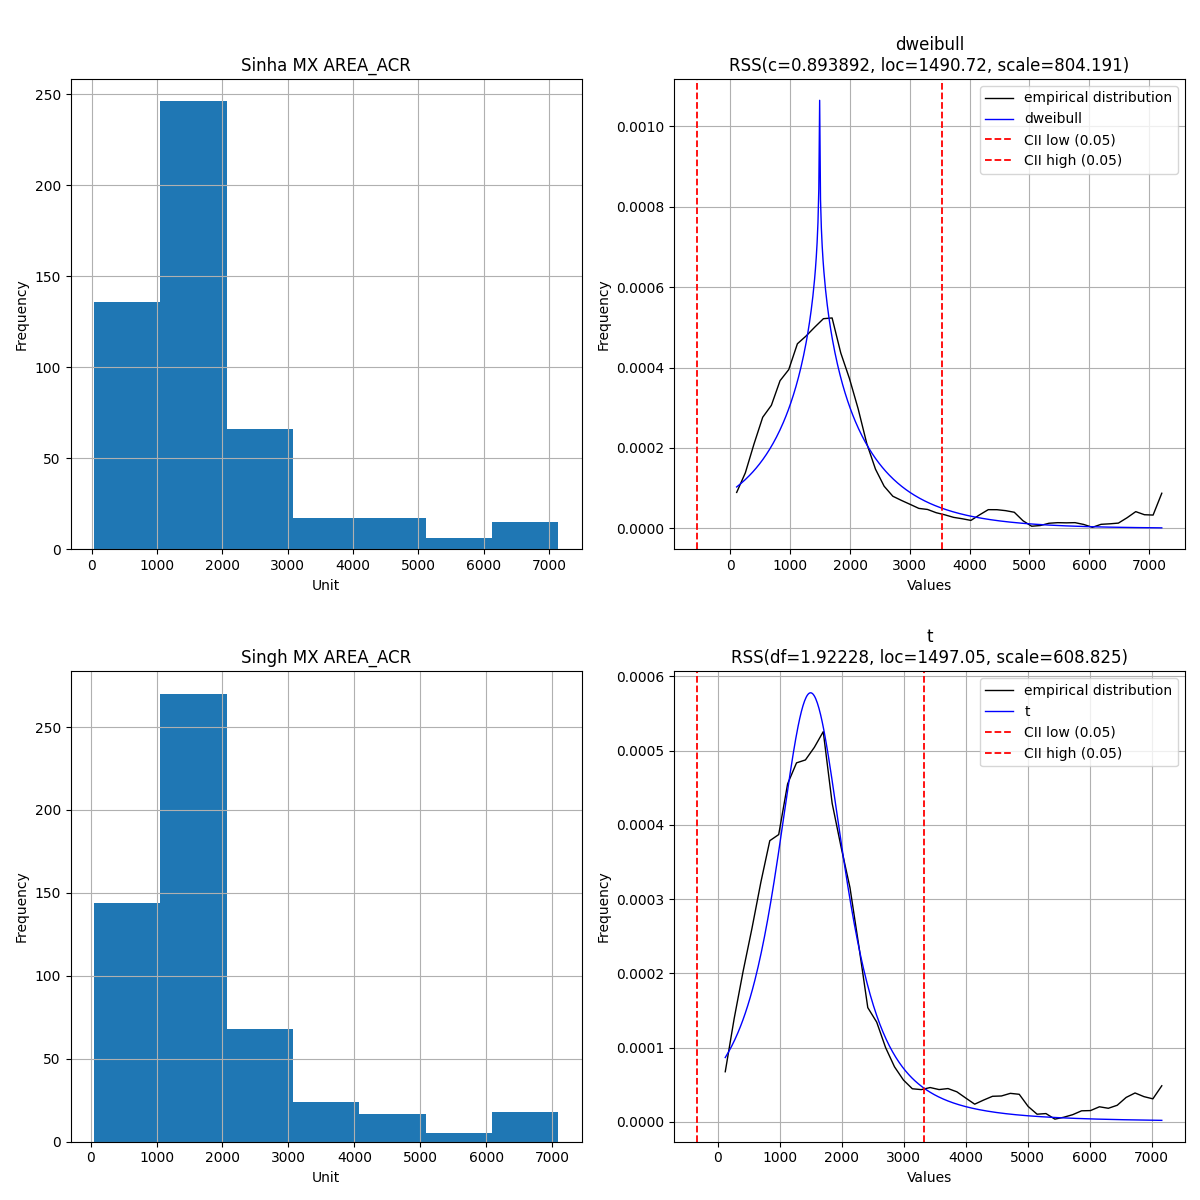 Sinha MX AREA_ACR
250
200
150
100
50
0
Frequency
0 1000 2000 3000 4000 5000 6000 7000
Unit
dweibull
RSS(c=0.893892, loc=1490.72, scale=804.191)
empirical distribution
dweibull
CII low (0.05)
CII high (0.05)
0.0010
0.0008
0.0006
0.0004
0.0002
0.0000
Frequency
0 1000 2000 3000 4000 5000 6000 7000
Values
Singh MX AREA_ACR
250
200
150
100
50
0
Frequency
0 1000 2000 3000 4000 5000 6000 7000
Unit
t
RSS(df=1.92228, loc=1497.05, scale=608.825)
empirical distribution
t
CII low (0.05)
CII high (0.05)
0.0006
0.0005
0.0004
0.0003
0.0002
0.0001
0.0000
Frequency
0 1000 2000 3000 4000 5000 6000 7000
Values